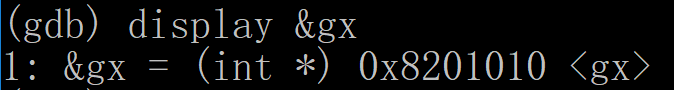 (gdb) display &gx
1: &gx = (int *) 0x8201010 <gx>